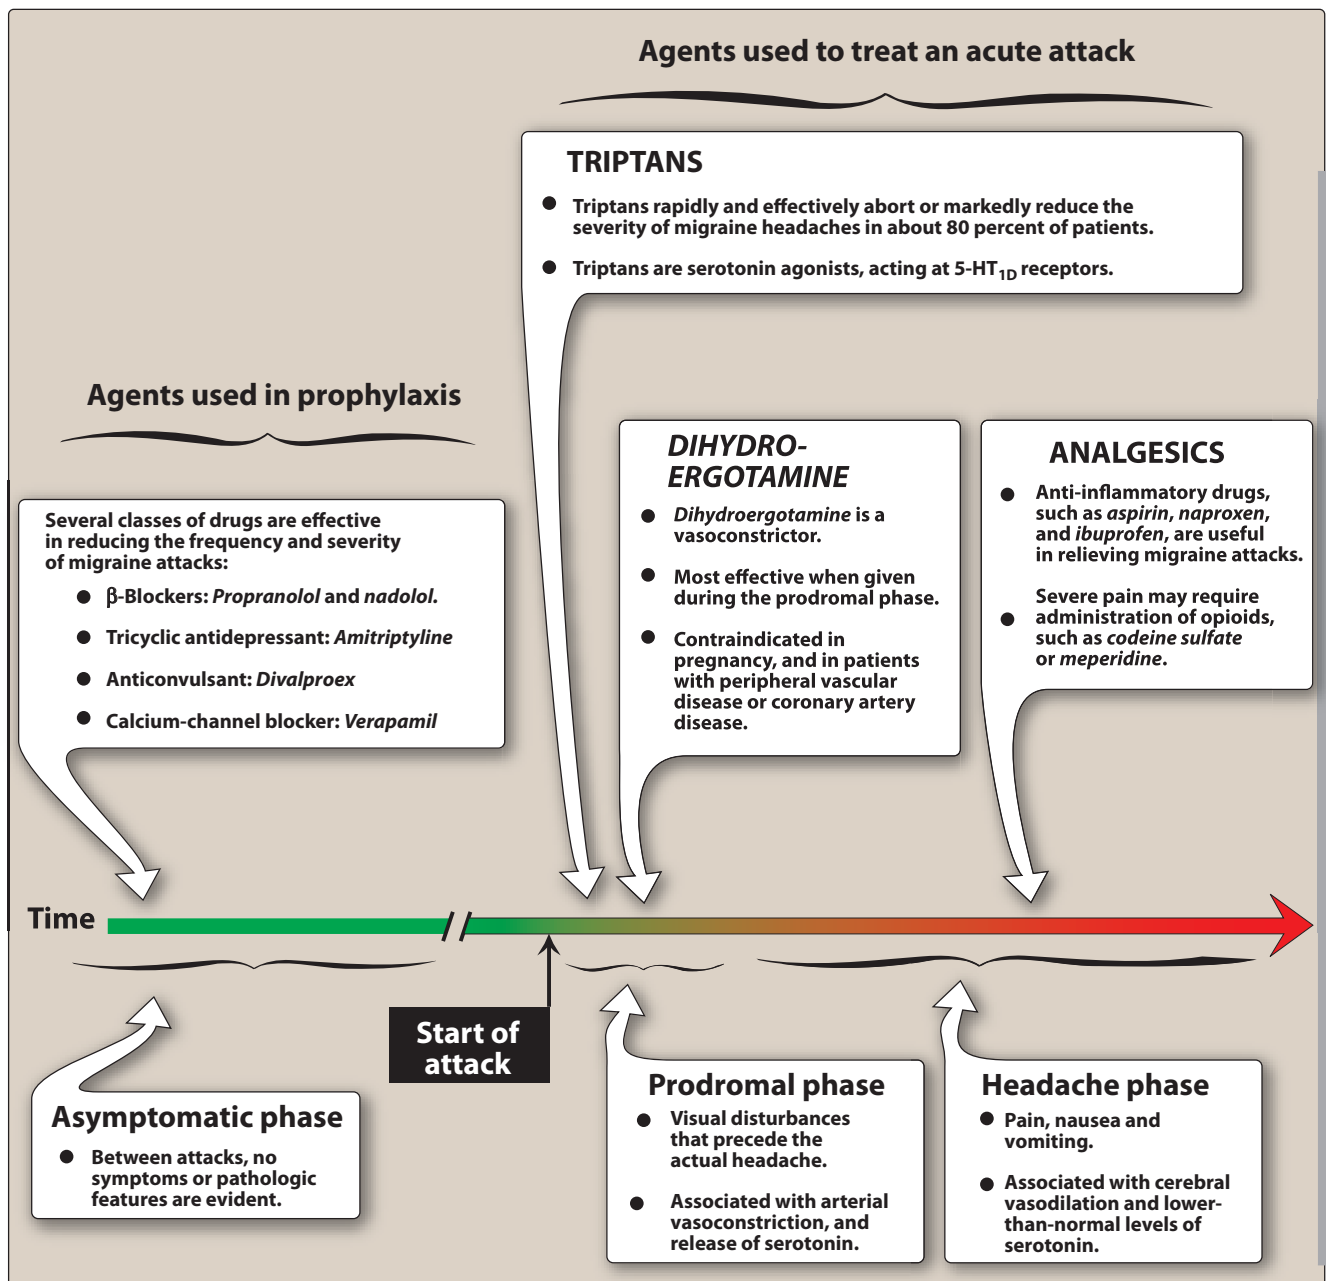 Agents used to treat an acute attack
TRIPTANS
● Triptans rapidly and effectively abort or markedly reduce the
severity of migraine headaches in about 80 percent of patients.
● Triptans are serotonin agonists, acting at 5-HT1D receptors.
Agents used in prophylaxis
Several classes of drugs are effective
in reducing the frequency and severity
of migraine attacks:
● β-Blockers: Propranolol and nadolol.
● Tricyclic antidepressant: Amitriptyline
● Anticonvulsant: Divalproex
● Calcium-channel blocker: Verapamil
DIHYDRO-
ERGOTAMINE
● Dihydroergotamine is a
vasoconstrictor.
● Most effective when given
during the prodromal phase.
● Contraindicated in
pregnancy, and in patients
with peripheral vascular
disease or coronary artery
disease.
ANALGESICS
● Anti-inflammatory drugs,
such as aspirin, naproxen,
and ibuprofen, are useful
in relieving migraine attacks.
● Severe pain may require
administration of opioids,
such as codeine sulfate
or meperidine.
Time
Start of
attack
Asymptomatic phase
● Between attacks, no
symptoms or pathologic
features are evident.
Prodromal phase
● Visual disturbances
that precede the
actual headache.
● Associated with arterial
vasoconstriction, and
release of serotonin.
Headache phase
● Pain, nausea and
vomiting.
● Associated with cerebral
vasodilation and lower-
than-normal levels of
serotonin.